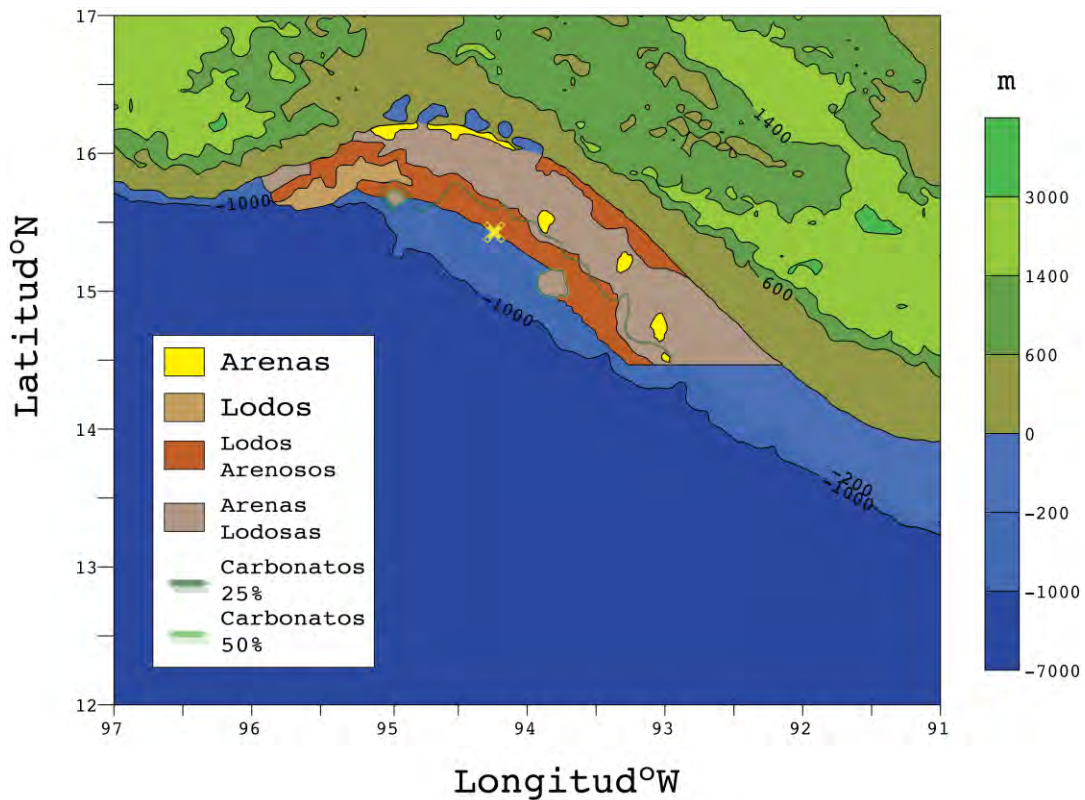 17
16
15
14
13
12
97
96
95
94
93
92
91
Latitud°N
Longitud°W
1400
600
-1000
-1000
-200
-1000
Arenas
Lodos
Lodos
Arenosos
Arenas
Lodosas
Carbonatos
25%
Carbonatos
50%
m
3000
1400
600
0
-200
-1000
-7000